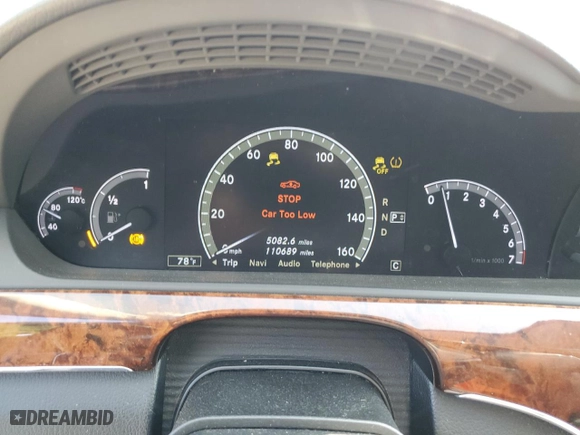 60 80 100
40 120
20 140
0 mph 160
STOP
Car Too Low
5082.6 miles
110689 miles
Trip Navi Audio Telephone
78°F
C
120°C
80
40
1
½
0
OFF
R
N P
D
0 1 2 3 4 5 6 7
1/min x 1000
DREAMBID